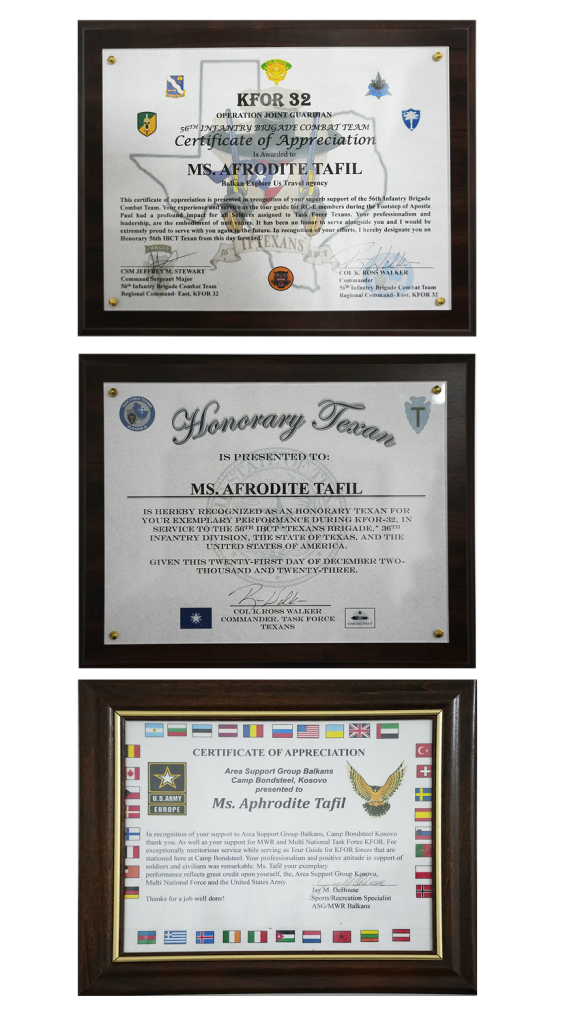 KFOR 32
OPERATION JOINT GUARDIAN
56TH INFANTRY BRIGADE COMBAT TEAM
Certificate of Appreciation
Is Awarded to
MS. AFRODITE TAFIL
Balkan Explore Us Travel agency
This certificate of appreciation is presented in recognition of your superb support of the 56th Infantry Brigade
Combat Team. Your experience and service as the tour guide for RC-E members during the Footstep of Apostle
Paul had a profound impact for all Soldiers assigned to Task Force Texans. Your professionalism and
leadership, are the embodiment of unit values. It has been an honor to serve alongside you, and I would be
extremely proud to serve with you again in the future. In recognition of your efforts, I hereby designate you an
Honorary 56th IBCT Texan from this day forward.
56 TEXANS IBCT
CSM JEFFREY M. STEWART
Command Sergeant Major
56th Infantry Brigade Combat Team
Regional Command- East, KFOR 32
COL K. ROSS WALKER
Commander
56th Infantry Brigade Combat Team
Regional Command- East, KFOR 32
Honorary Texan
IS PRESENTED TO:
MS. AFRODITE TAFIL
IS HEREBY RECOGNIZED AS AN HONORARY TEXAN FOR
YOUR EXEMPLARY PERFORMANCE DURING KFOR-32, IN
SERVICE TO THE 56TH IBCT "TEXANS BRIGADE," 36TH
INFANTRY DIVISION, THE STATE OF TEXAS, AND THE
UNITED STATES OF AMERICA.
GIVEN THIS TWENTY-FIRST DAY OF DECEMBER TWO-
THOUSAND AND TWENTY-THREE.
COL K.ROSS WALKER
COMMANDER, TASK FORCE
TEXANS
CERTIFICATE OF APPRECIATION
Area Support Group Balkans
Camp Bondsteel, Kosovo
presented to
Ms. Aphrodite Tafil
U.S.ARMY
EUROPE
In recognition of your support to Area Support Group Balkans, Camp Bondsteel Kosovo
thank you. As well as your support for MWR and Multi National Task Force KFOR. For
exceptionally meritorious service while serving as Tour Guide for KFOR forces that are
stationed here at Camp Bondsteel. Your professionalism and positive attitude in support of
soldiers and civilians was remarkable. Ms. Tafil your
performance reflects great credit upon yourself, the, Area Support Group Kosovo,
Multi National Force and the United States Army.
Thanks for a job well done!
Jay M. DeHouse
Sports/Recreation Specialist
ASG/MWR Balkans